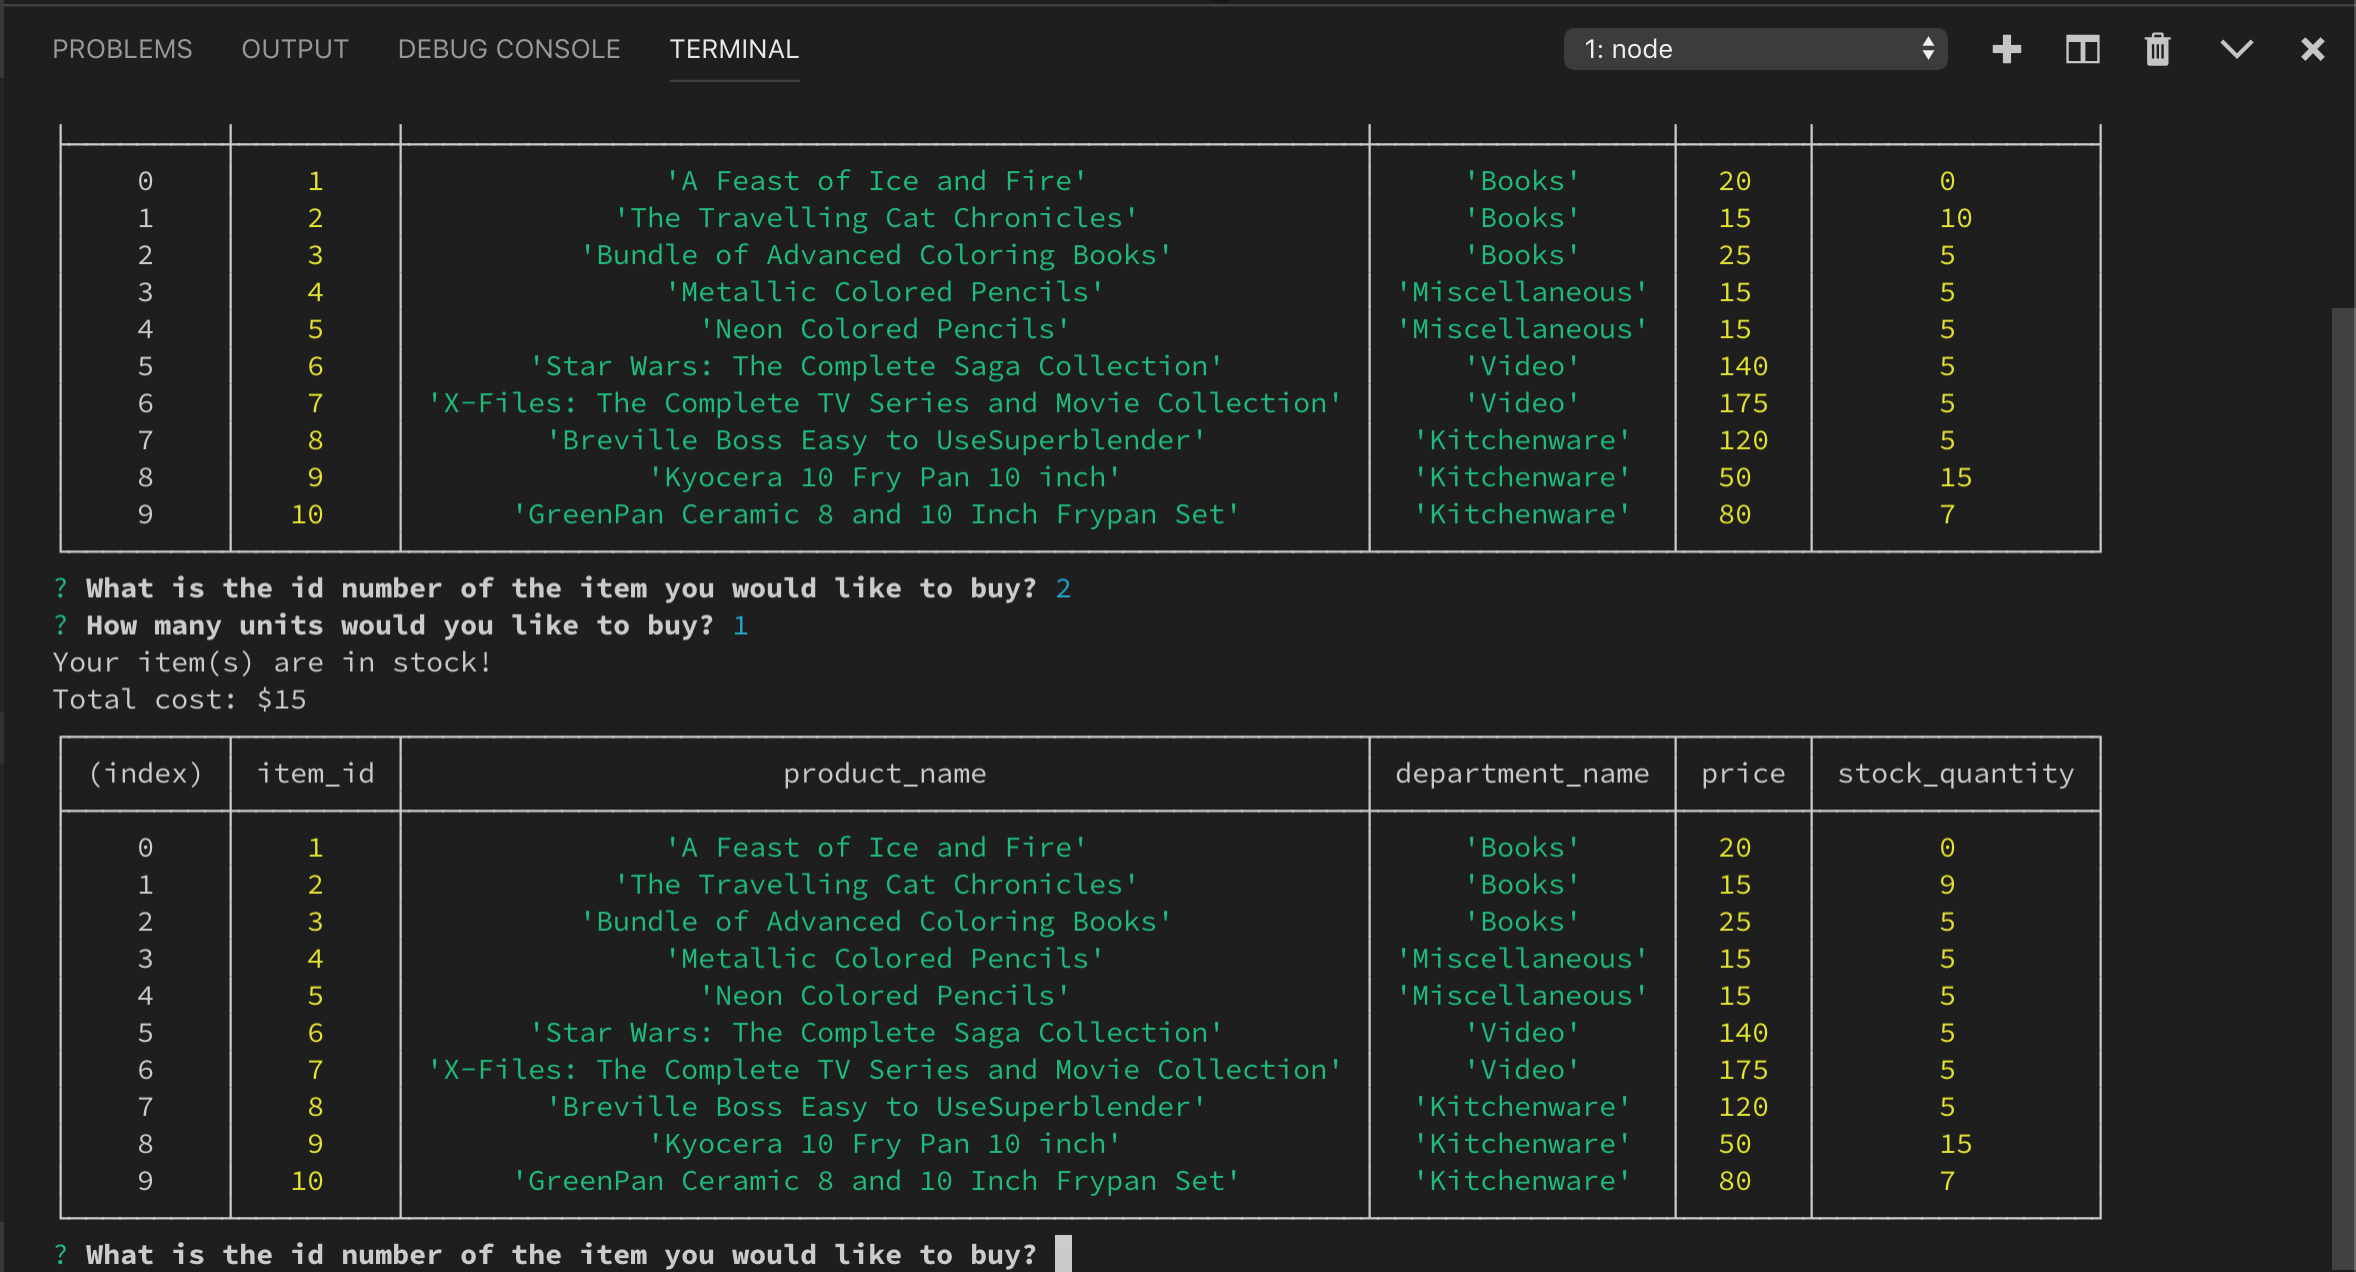 PROBLEMS OUTPUT DEBUG CONSOLE TERMINAL 1: node
0 1 'A Feast of Ice and Fire' 'Books' 20 0
1 2 'The Travelling Cat Chronicles' 'Books' 15 10
2 3 'Bundle of Advanced Coloring Books' 'Books' 25 5
3 4 'Metallic Colored Pencils' 'Miscellaneous' 15 5
4 5 'Neon Colored Pencils' 'Miscellaneous' 15 5
5 6 'Star Wars: The Complete Saga Collection' 'Video' 140 5
6 7 'X-Files: The Complete TV Series and Movie Collection' 'Video' 175 5
7 8 'Breville Boss Easy to UseSuperblender' 'Kitchenware' 120 5
8 9 'Kyocera 10 Fry Pan 10 inch' 'Kitchenware' 50 15
9 10 'GreenPan Ceramic 8 and 10 Inch Frypan Set' 'Kitchenware' 80 7
? What is the id number of the item you would like to buy? 2
? How many units would you like to buy? 1
Your item(s) are in stock!
Total cost: $15
(index) item_id product_name department_name price stock_quantity
0 1 'A Feast of Ice and Fire' 'Books' 20 0
1 2 'The Travelling Cat Chronicles' 'Books' 15 9
2 3 'Bundle of Advanced Coloring Books' 'Books' 25 5
3 4 'Metallic Colored Pencils' 'Miscellaneous' 15 5
4 5 'Neon Colored Pencils' 'Miscellaneous' 15 5
5 6 'Star Wars: The Complete Saga Collection' 'Video' 140 5
6 7 'X-Files: The Complete TV Series and Movie Collection' 'Video' 175 5
7 8 'Breville Boss Easy to UseSuperblender' 'Kitchenware' 120 5
8 9 'Kyocera 10 Fry Pan 10 inch' 'Kitchenware' 50 15
9 10 'GreenPan Ceramic 8 and 10 Inch Frypan Set' 'Kitchenware' 80 7
? What is the id number of the item you would like to buy?